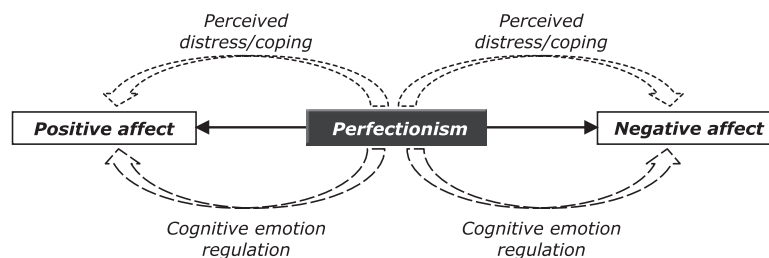 Perceived
distress/coping
Perceived
distress/coping
Positive affect
Perfectionism
Negative affect
Cognitive emotion
regulation
Cognitive emotion
regulation